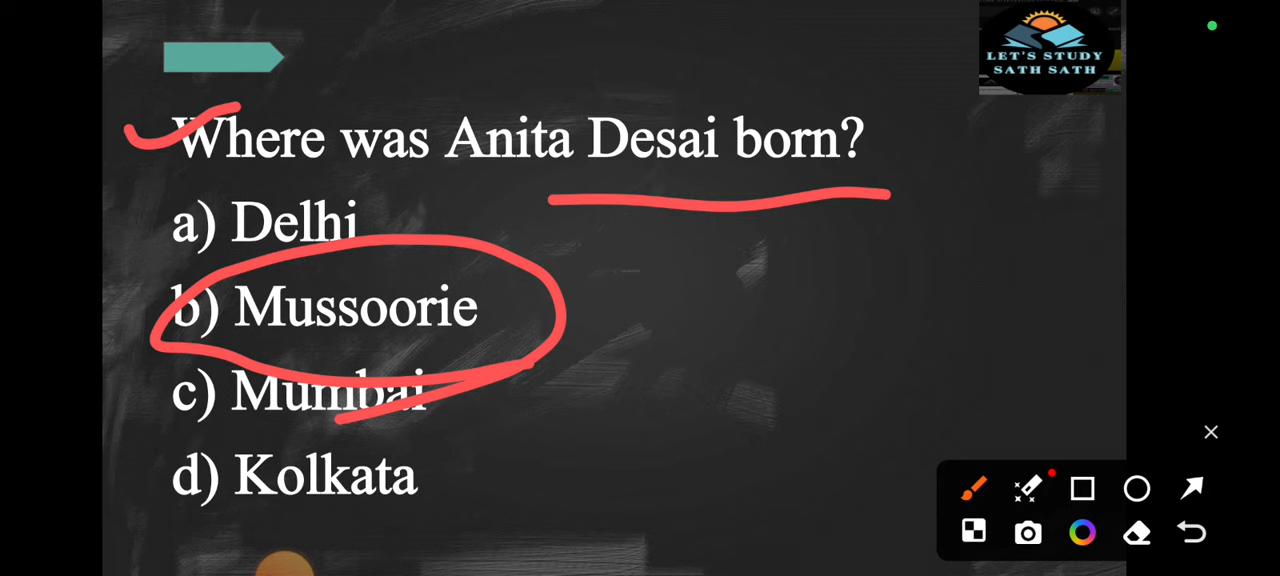 LET'S STUDY
SATH SATH
Where was Anita Desai born?
a) Delhi
b) Mussoorie
c) Mumbai
d) Kolkata